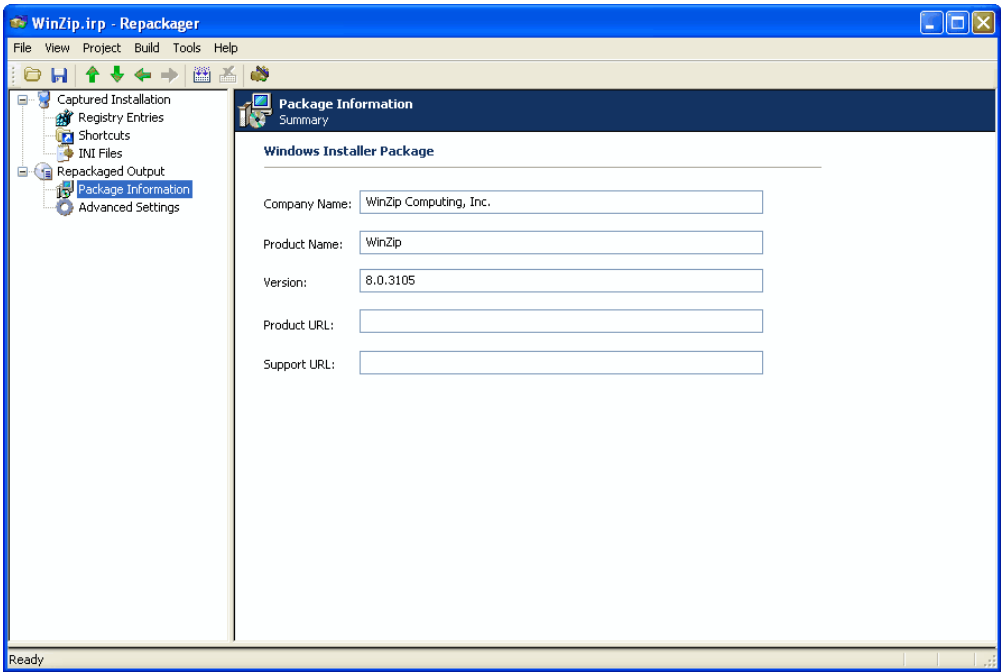 WinZip.irp - Repackager
File View Project Build Tools Help
Captured Installation
Registry Entries
Shortcuts
INI Files
Repackaged Output
Package Information
Advanced Settings
Package Information
Summary
Windows Installer Package
Company Name: WinZip Computing, Inc.
Product Name: WinZip
Version: 8.0.3105
Product URL:
Support URL:
Ready